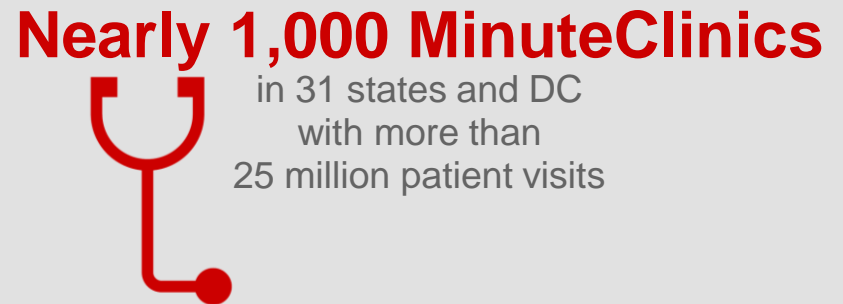 Nearly 1,000 MinuteClinics
in 31 states and DC
with more than
25 million patient visits